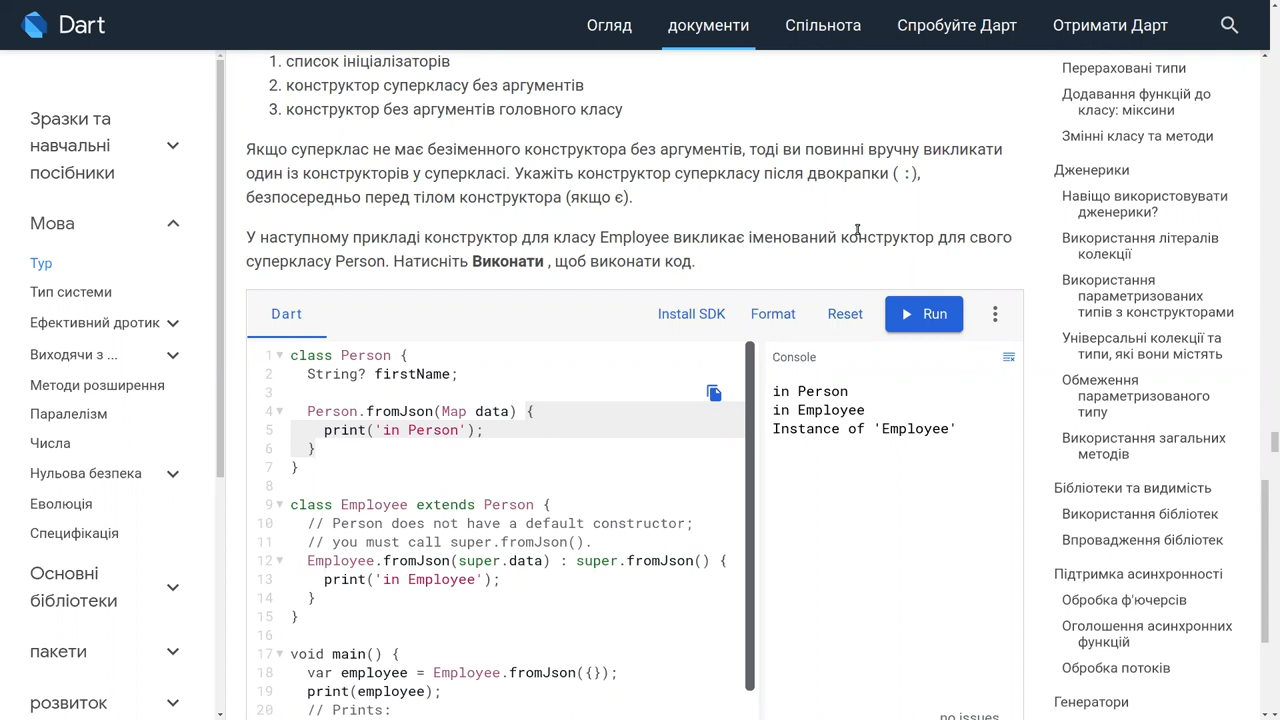 Dart
Огляд
документи
Спільнота
Спробуйте Дарт
Отримати Дарт
Зразки та
навчальні
посібники
Мова
Тур
Тип системи
Ефективний дротик
Виходячи з ...
Методи розширення
Паралелізм
Числа
Нульова безпека
Еволюція
Специфікація
Основні
бібліотеки
пакети
розвиток
1. список ініціалізаторів
2. конструктор суперкласу без аргументів
3. конструктор без аргументів головного класу
Якщо суперклас не має безіменного конструктора без аргументів, тоді ви повинні вручну викликати
один із конструкторів у суперкласі. Укажіть конструктор суперкласу після двокрапки ( :),
безпосередньо перед тілом конструктора (якщо є).
У наступному прикладі конструктор для класу Employee викликає іменований конструктор для свого
суперкласу Person. Натисніть Виконати , щоб виконати код.
Dart
Install SDK
Format
Reset
Run
1 class Person {
2 String? firstName;
3
4 Person.fromJson(Map data) {
5 print('in Person');
6 }
7 }
8
9 class Employee extends Person {
10 // Person does not have a default constructor;
11 // you must call super.fromJson().
12 Employee.fromJson(super.data) : super.fromJson() {
13 print('in Employee');
14 }
15 }
16
17 void main() {
18 var employee = Employee.fromJson({});
19 print(employee);
20 // Prints:
Console
in Person
in Employee
Instance of 'Employee'
no issues
Перераховані типи
Додавання функцій до
класу: міксини
Змінні класу та методи
Дженерики
Навіщо використовувати
дженерики?
Використання літералів
колекції
Використання
параметризованих
типів з конструкторами
Універсальні колекції та
типи, які вони містять
Обмеження
параметризованого
типу
Використання загальних
методів
Бібліотеки та видимість
Використання бібліотек
Впровадження бібліотек
Підтримка асинхронності
Обробка ф'ючерсів
Оголошення асинхронних
функцій
Обробка потоків
Генератори